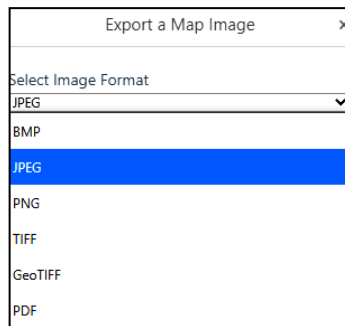 Export a Map Image ×
Select Image Format
JPEG
BMP
JPEG
PNG
TIFF
GeoTIFF
PDF